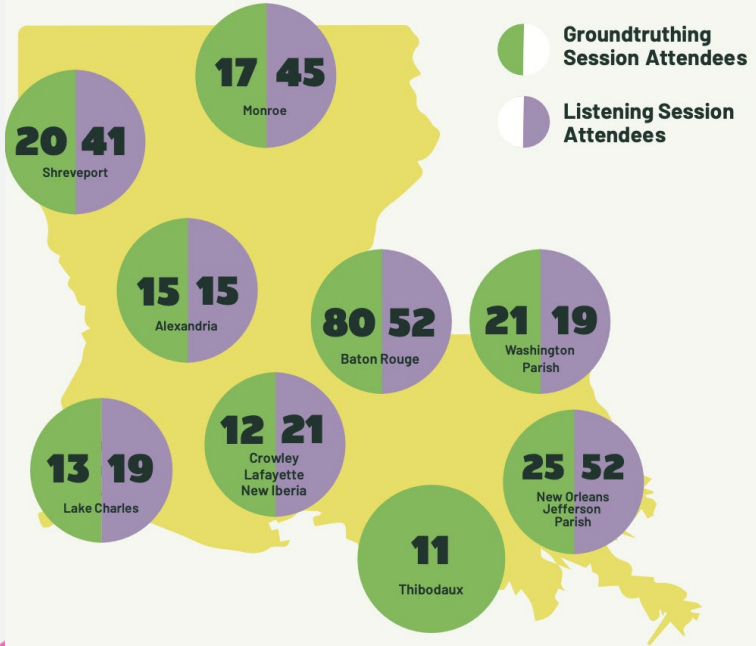 Groundtruthing
Session Attendees
Listening Session
Attendees
17 45
Monroe
20 41
Shreveport
15 15
Alexandria
80 52
Baton Rouge
21 19
Washington
Parish
13 19
Lake Charles
12 21
Crowley
Lafayette
New Iberia
25 52
New Orleans
Jefferson
Parish
11
Thibodaux